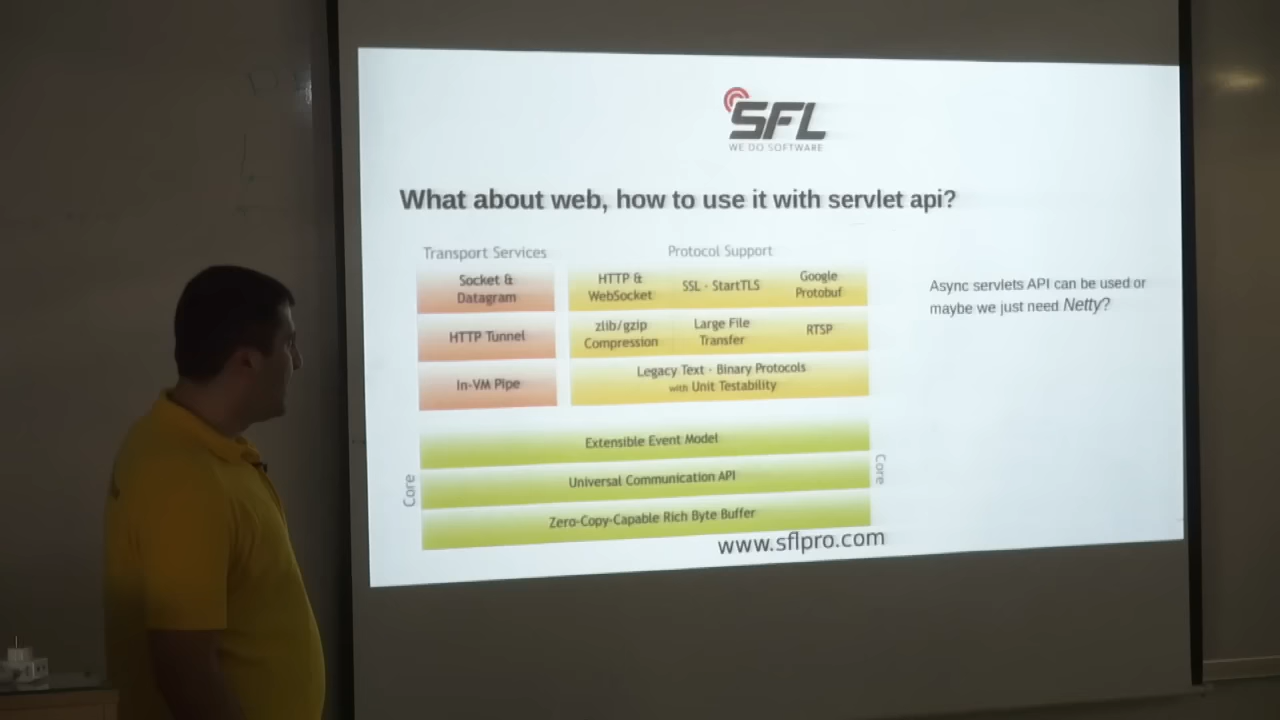 SFL
WE DO SOFTWARE
What about web, how to use it with servlet api?
Transport Services
Socket &
Datagram
HTTP Tunnel
In-VM Pipe
Protocol Support
HTTP &
WebSocket
SSL · StartTLS
Google
Protobuf
zlib/gzip
Compression
Large File
Transfer
RTSP
Legacy Text · Binary Protocols
with Unit Testability
Extensible Event Model
Universal Communication API
Zero-Copy-Capable Rich Byte Buffer
Core
Core
Async servlets API can be used or
maybe we just need Netty?
www.sflpro.com